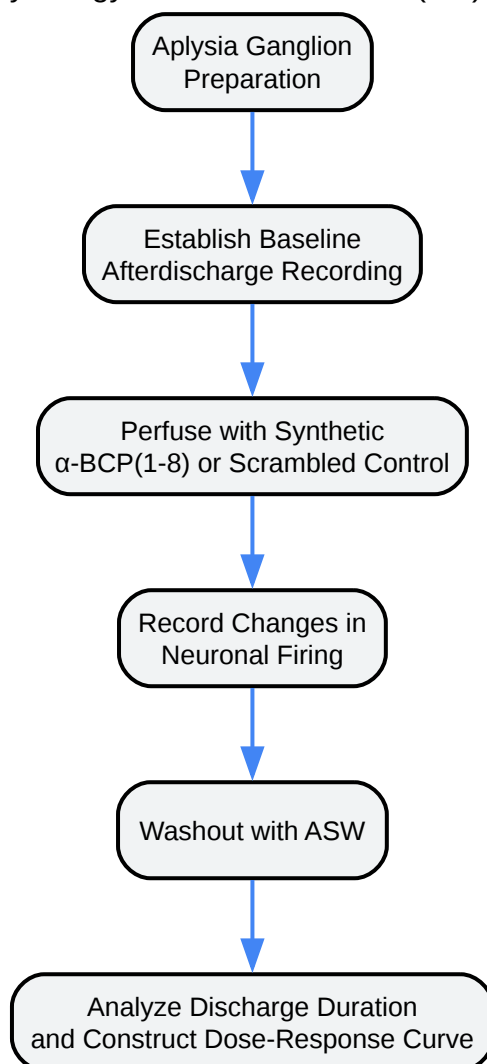 Aplysia Ganglion
Preparation
Establish Baseline
Afterdischarge Recording
Perfuse with Synthetic
α-BCP(1-8) or Scrambled Control
Record Changes in
Neuronal Firing
Washout with ASW
Analyze Discharge Duration
and Construct Dose-Response Curve